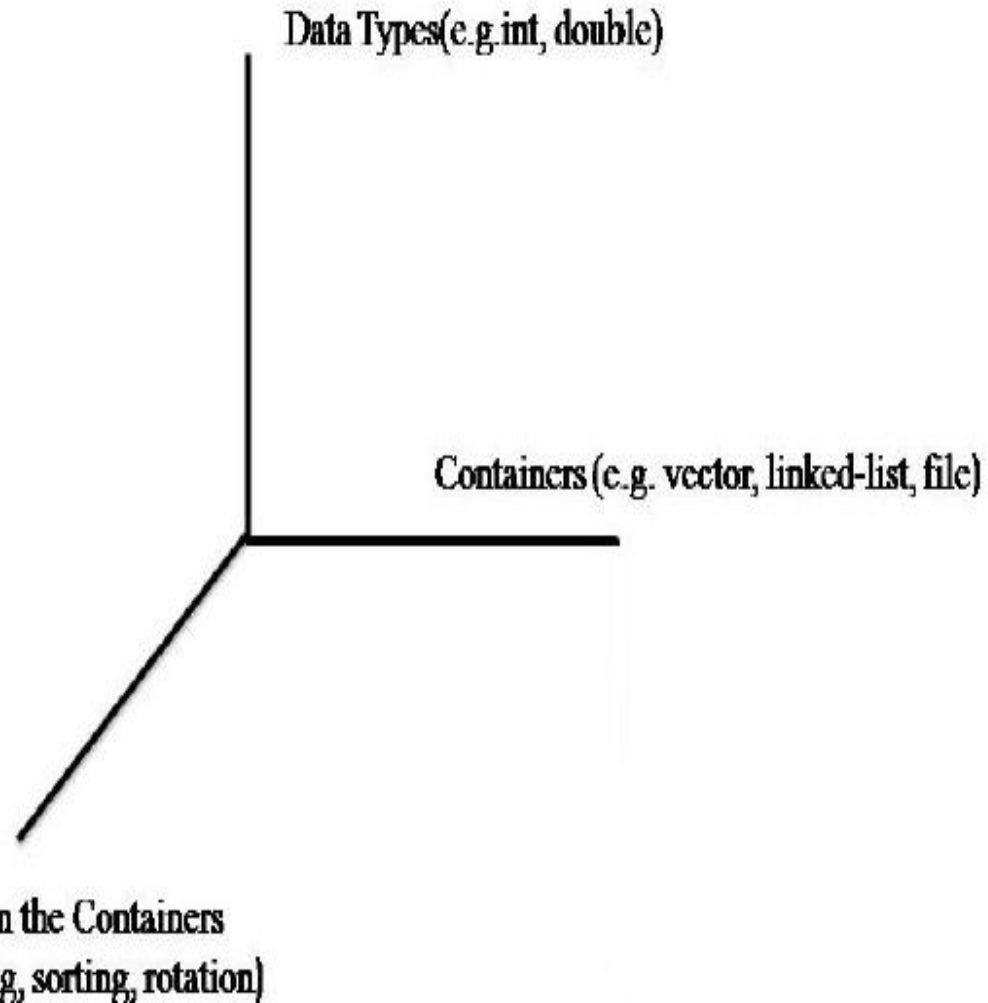 Data Types(e.g.int, double)
Containers (e.g. vector, linked-list, file)
the Containers
sorting, rotation)